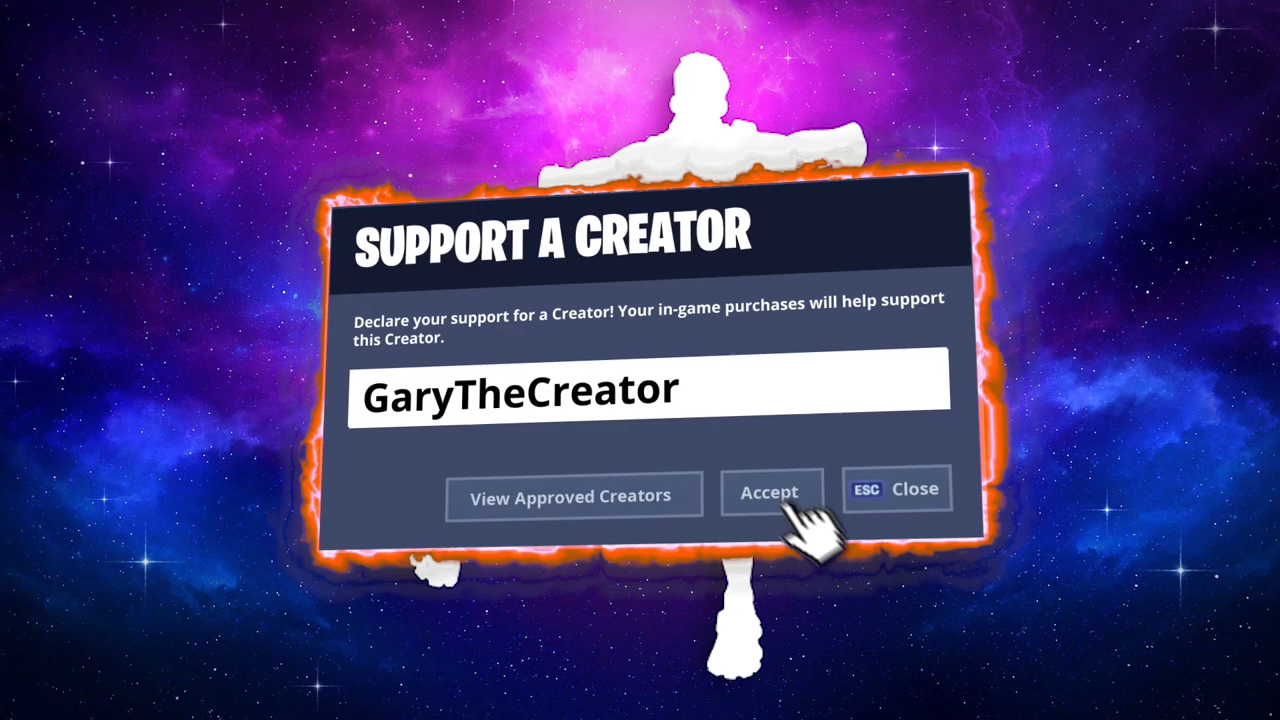 SUPPORT A CREATOR
Declare your support for a Creator! Your in-game purchases will help support
this Creator.
GaryTheCreator
View Approved Creators
Accept
ESC Close